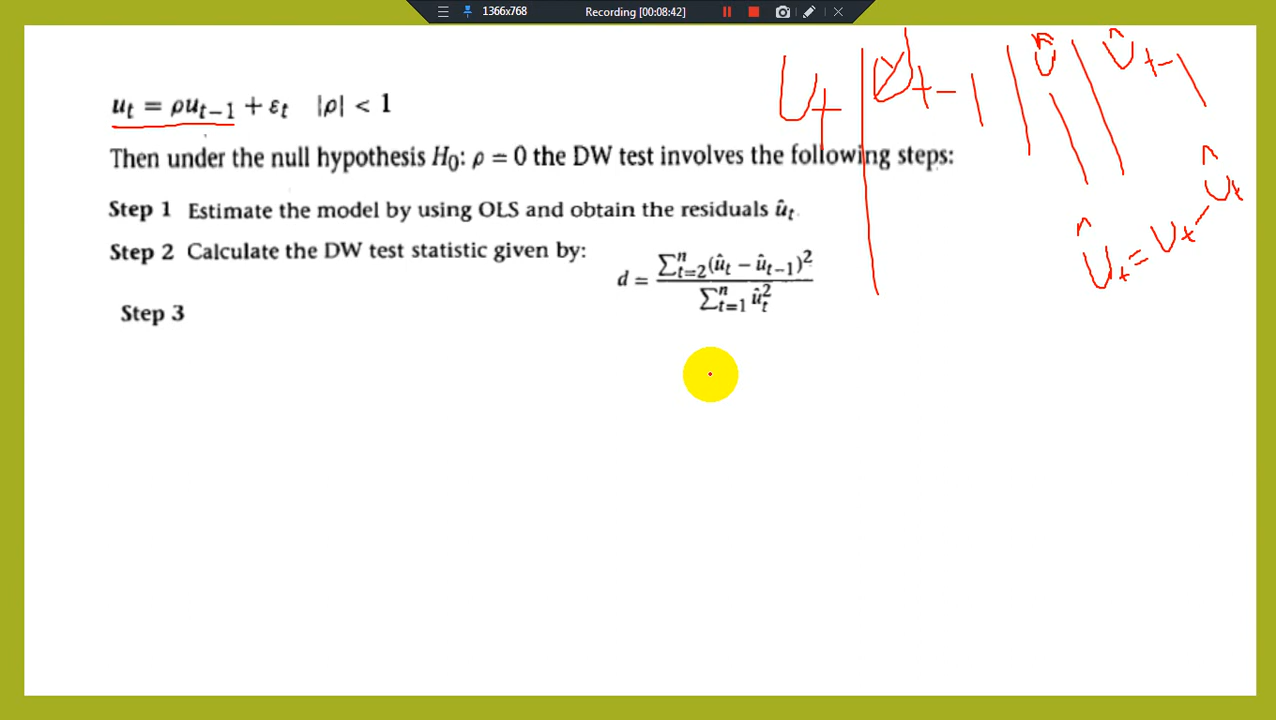 1366x768 Recording [00:08:42]
uₜ = ρuₜ₋₁ + εₜ |ρ| < 1
Then under the null hypothesis H₀: ρ = 0 the DW test involves the following steps:
Step 1 Estimate the model by using OLS and obtain the residuals ûₜ.
Step 2 Calculate the DW test statistic given by:
d = ∑ⁿₜ₌₂(ûₜ − ûₜ₋₁)² / ∑ⁿₜ₌₁ ûₜ²
Step 3
Uₜ Uₜ₋₁ Û Ûₜ₋₁
Ûₜ = Uₜ - Ûₜ